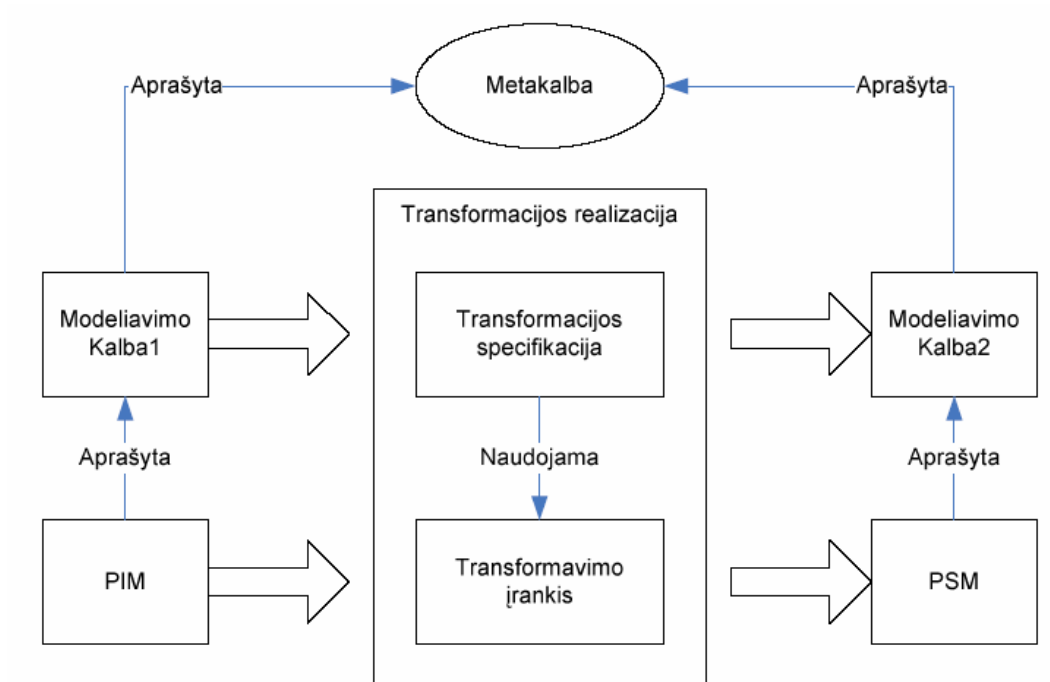 Aprašyta
Metakalba
Aprašyta
Transformacijos realizacija
Modeliavimo
Kalba1
Transformacijos
specifikacija
Modeliavimo
Kalba2
Aprašyta
Naudojama
Aprašyta
PIM
Transformavimo
įrankis
PSM